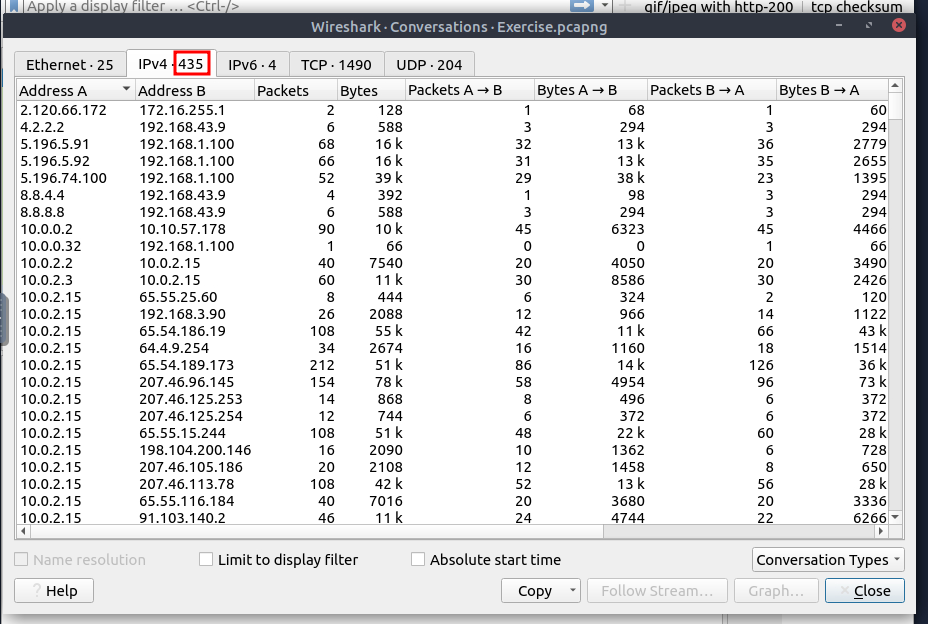 Apply a display filter … <Ctrl-/>
gif/jpeg with http-200 tcp checksum
Wireshark · Conversations · Exercise.pcapng
Ethernet · 25 IPv4 · 435 IPv6 · 4 TCP · 1490 UDP · 204
Address A Address B Packets Bytes Packets A → B Bytes A → B Packets B → A Bytes B → A
2.120.66.172 172.16.255.1 2 128 1 68 1 60
4.2.2.2 192.168.43.9 6 588 3 294 3 294
5.196.5.91 192.168.1.100 68 16 k 32 13 k 36 2779
5.196.5.92 192.168.1.100 66 16 k 31 13 k 35 2655
5.196.74.100 192.168.1.100 52 39 k 29 38 k 23 1395
8.8.4.4 192.168.43.9 4 392 1 98 3 294
8.8.8.8 192.168.43.9 6 588 3 294 3 294
10.0.0.2 10.10.57.178 90 10 k 45 6323 45 4466
10.0.0.32 192.168.1.100 1 66 0 0 1 66
10.0.2.2 10.0.2.15 40 7540 20 4050 20 3490
10.0.2.3 10.0.2.15 60 11 k 30 8586 30 2426
10.0.2.15 65.55.25.60 8 444 6 324 2 120
10.0.2.15 192.168.3.90 26 2088 12 966 14 1122
10.0.2.15 65.54.186.19 108 55 k 42 11 k 66 43 k
10.0.2.15 64.4.9.254 34 2674 16 1160 18 1514
10.0.2.15 65.54.189.173 212 51 k 86 14 k 126 36 k
10.0.2.15 207.46.96.145 154 78 k 58 4954 96 73 k
10.0.2.15 207.46.125.253 14 868 8 496 6 372
10.0.2.15 207.46.125.254 12 744 6 372 6 372
10.0.2.15 65.55.15.244 108 51 k 48 22 k 60 28 k
10.0.2.15 198.104.200.146 16 2090 10 1362 6 728
10.0.2.15 207.46.105.186 20 2108 12 1458 8 650
10.0.2.15 207.46.113.78 108 42 k 52 13 k 56 28 k
10.0.2.15 65.55.116.184 40 7016 20 3680 20 3336
10.0.2.15 91.103.140.2 46 11 k 24 4744 22 6266
Name resolution Limit to display filter Absolute start time Conversation Types
? Help Copy Follow Stream… Graph… Close